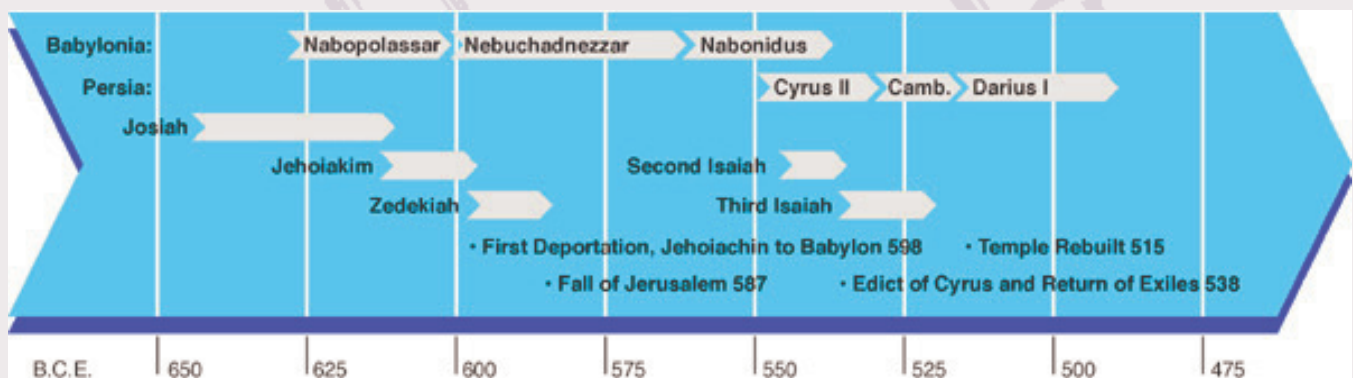 Babylonia: Nabopolassar Nebuchadnezzar Nabonidus
Persia: Cyrus II Camb. Darius I
Josiah
Jehoiakim Second Isaiah
Zedekiah Third Isaiah
• First Deportation, Jehoiachin to Babylon 598 • Temple Rebuilt 515
• Fall of Jerusalem 587 • Edict of Cyrus and Return of Exiles 538
B.C.E. 650 625 600 575 550 525 500 475